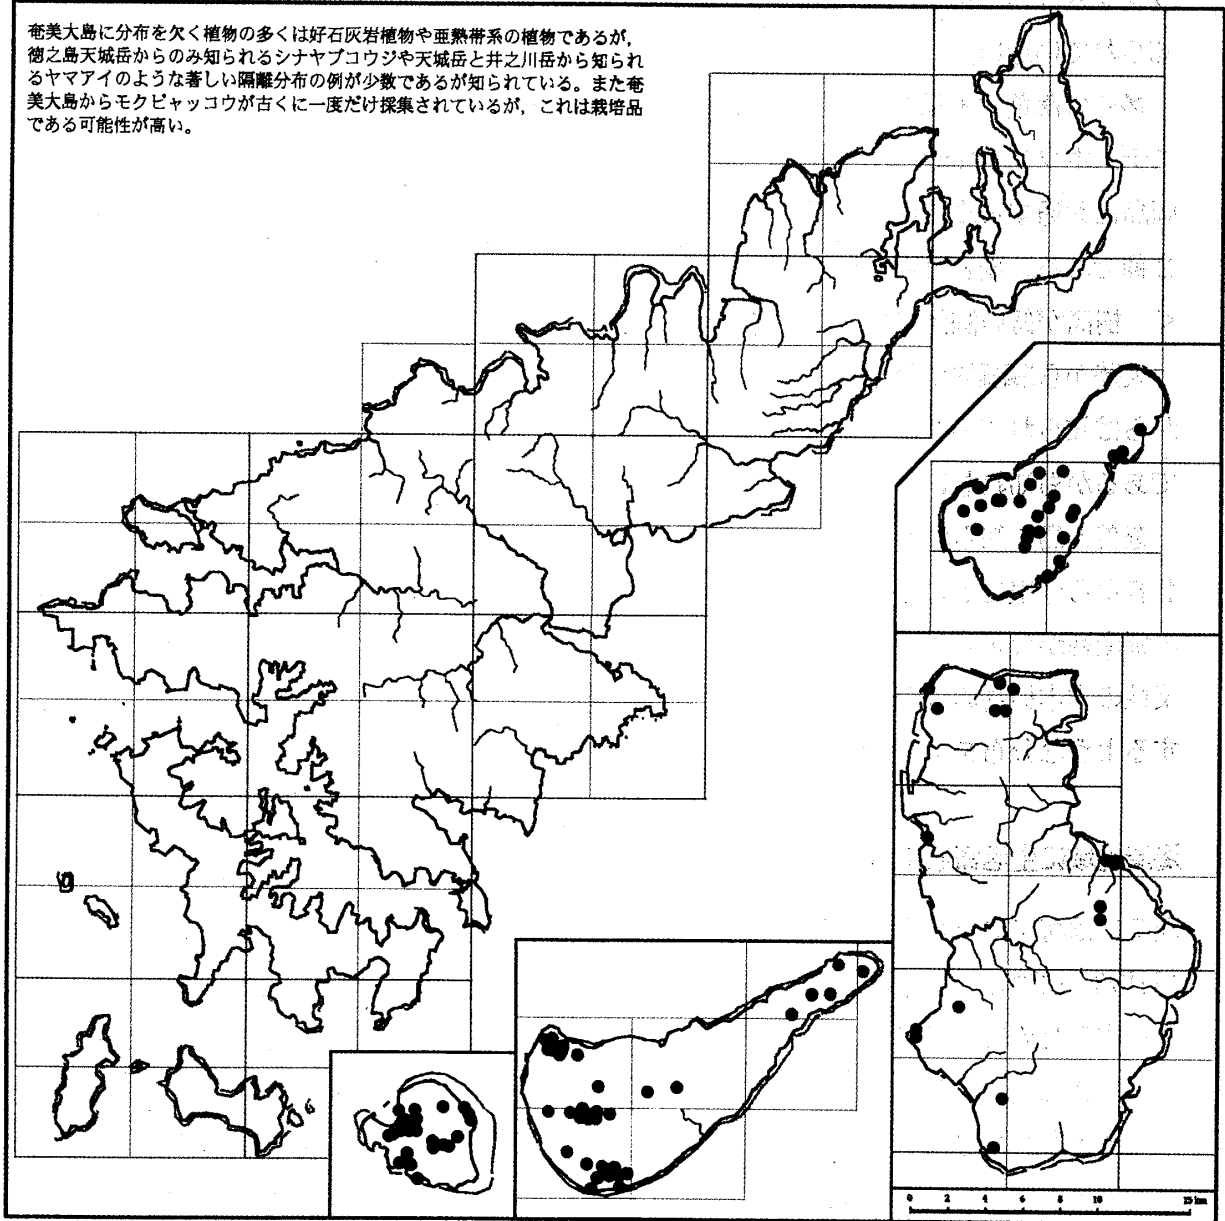 奄美大島に分布を欠く植物の多くは好石灰岩植物や亜熱帯系の植物であるが,
徳之島天城岳からのみ知られるシナヤブコウジや天城岳と井之川岳から知られ
るヤマアイのような著しい隔離分布の例が少数であるが知られている。また奄
美大島からモクビャッコウが古くに一度だけ採集されているが, これは栽培品
である可能性が高い。
0 2 4 6 8 10 15 km